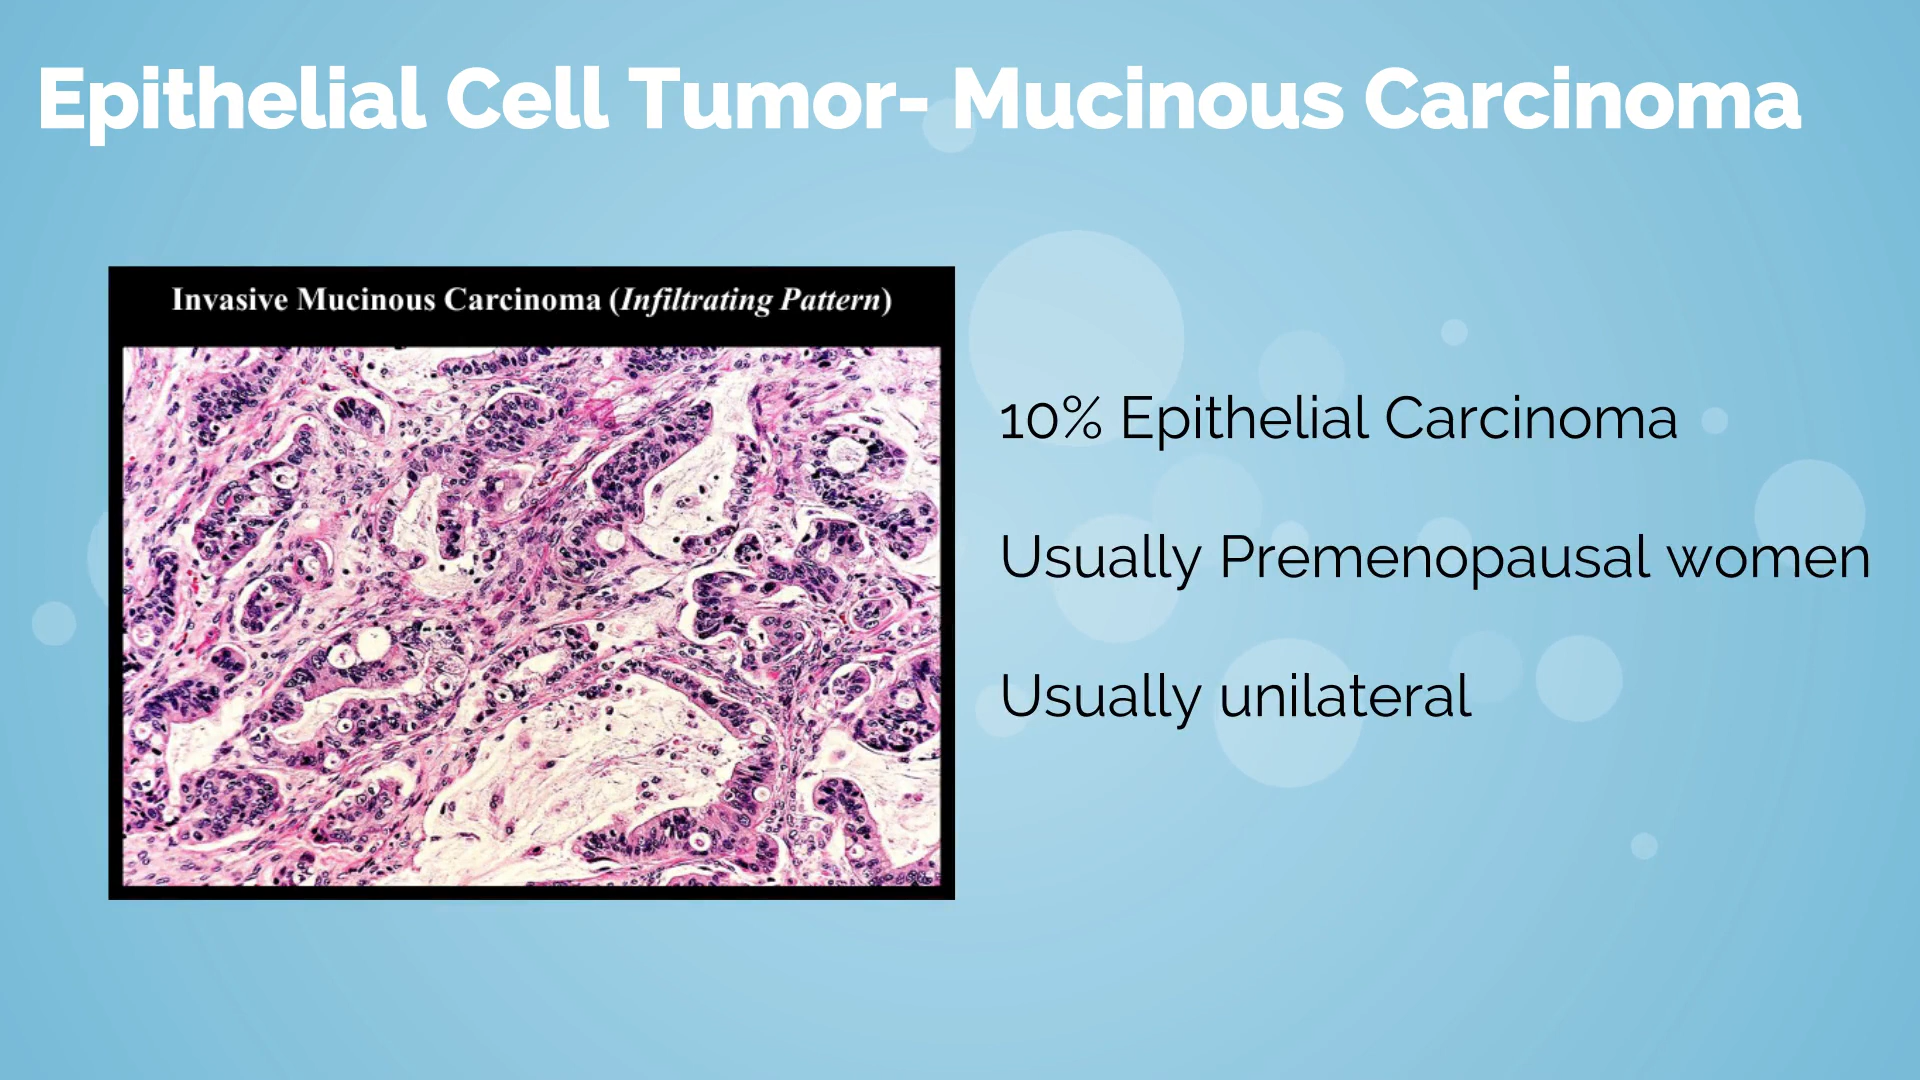 Epithelial Cell Tumor- Mucinous Carcinoma
Invasive Mucinous Carcinoma (Infiltrating Pattern)
10% Epithelial Carcinoma
Usually Premenopausal women
Usually unilateral